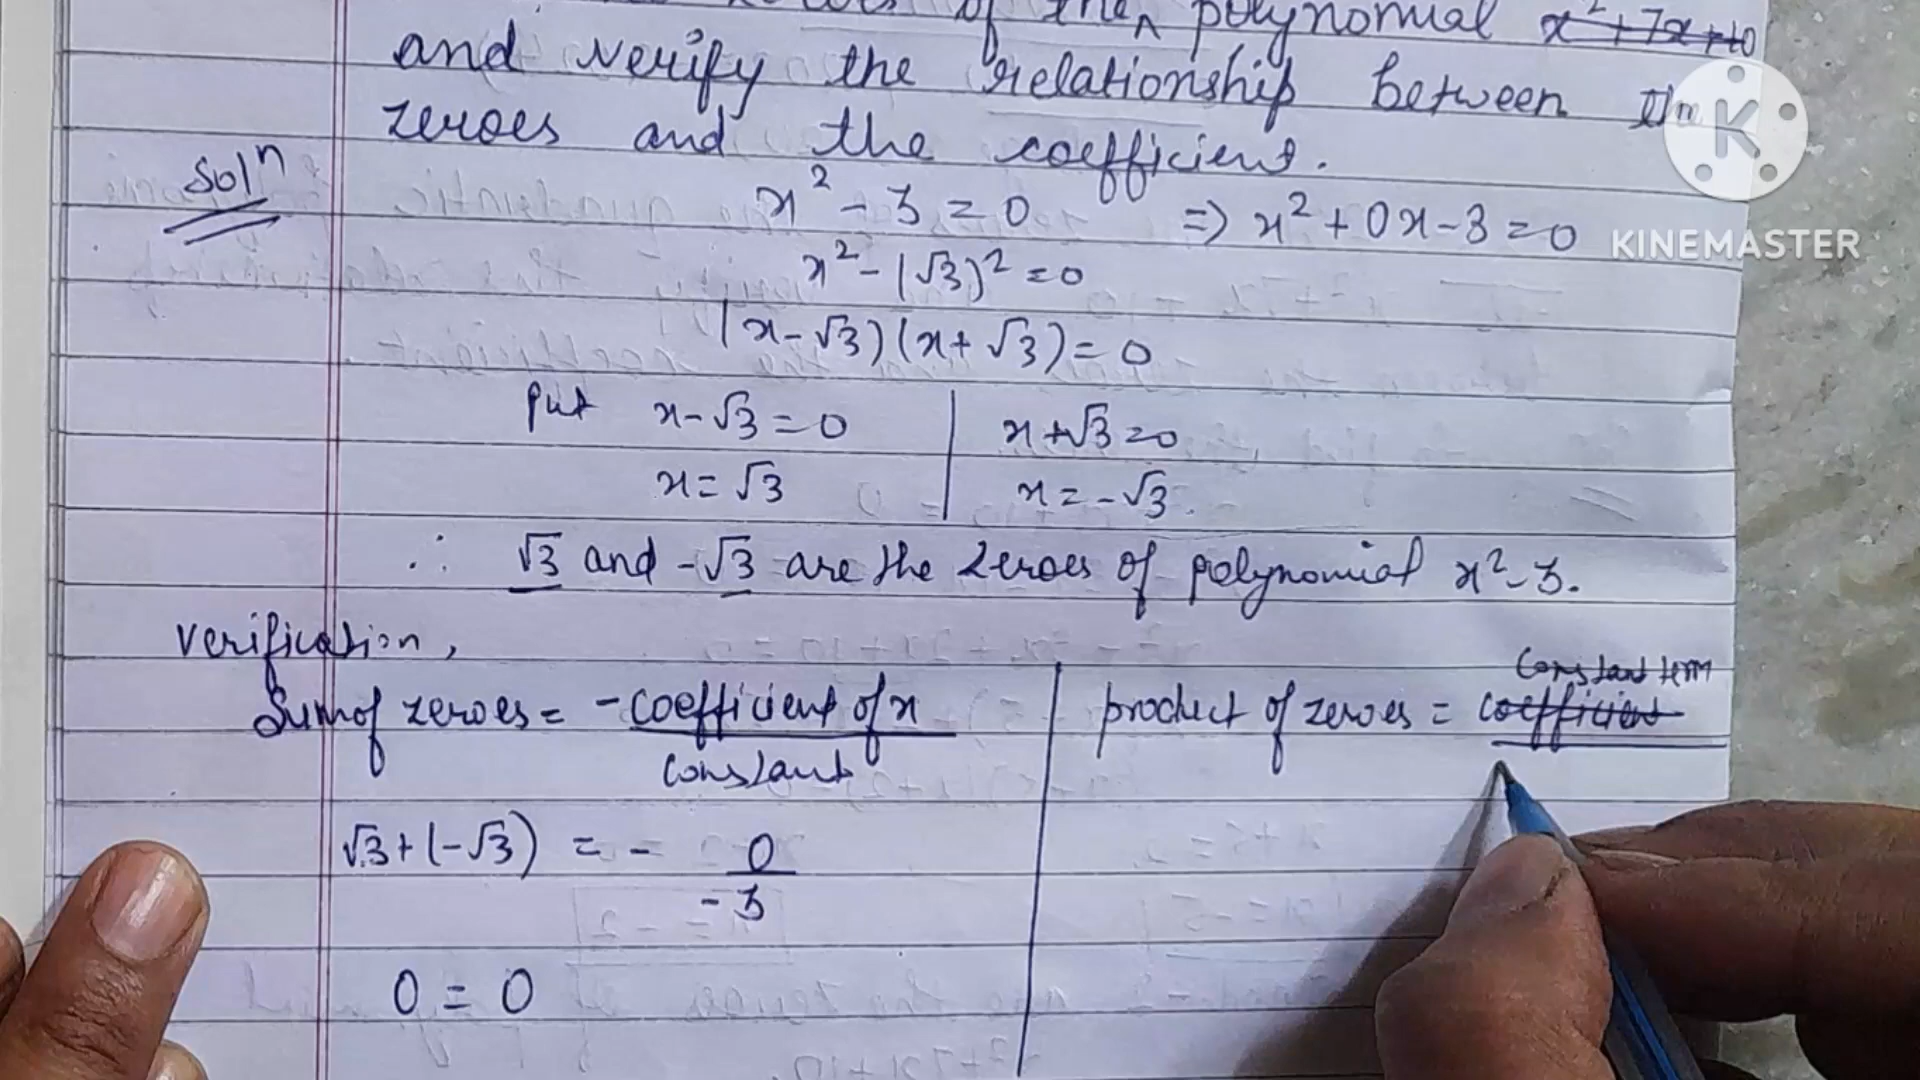 of the polynomial x²+7x+10
and verify the relationship between the
zeroes and the coefficient.
Solⁿ
x² - 3 = 0 => x² + 0x - 3 = 0
x² - (√3)² = 0
(x - √3)(x + √3) = 0
put x - √3 = 0 | x + √3 = 0
x = √3 | x = -√3.
∴ √3 and -√3 are the zeroes of polynomial x² - 3.
Verification,
Constant term
Sum of zeroes = - coefficient of x | product of zeroes = coefficient
constant
√3 + (-√3) = - 0
-3
0 = 0
K
KINEMASTER